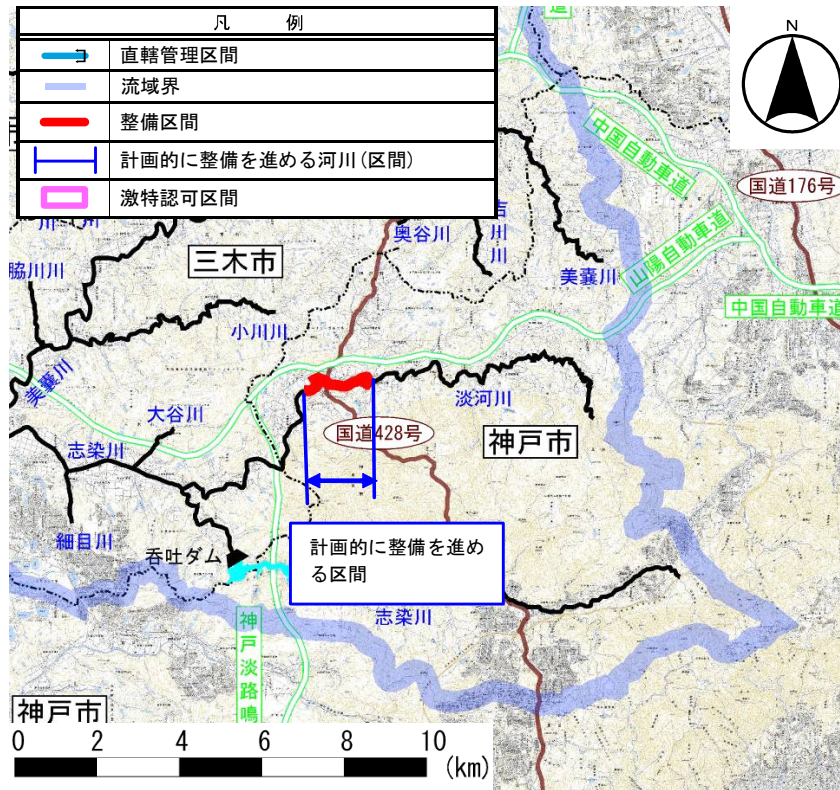 凡 例
直轄管理区間
流域界
整備区間
計画的に整備を進める河川(区間)
激特認可区間
道
N
中国自動車道
国道176号
川 川
奥谷川
吉川川
三木市
脇川川
美嚢川
山陽自動車道
中国自動車道
小川川
美嚢川
大谷川
淡河川
国道428号
神戸市
志染川
細目川
呑吐ダム
計画的に整備を進め
る区間
志染川
神戸淡路鳴
神戸市
0 2 4 6 8 10
(km)